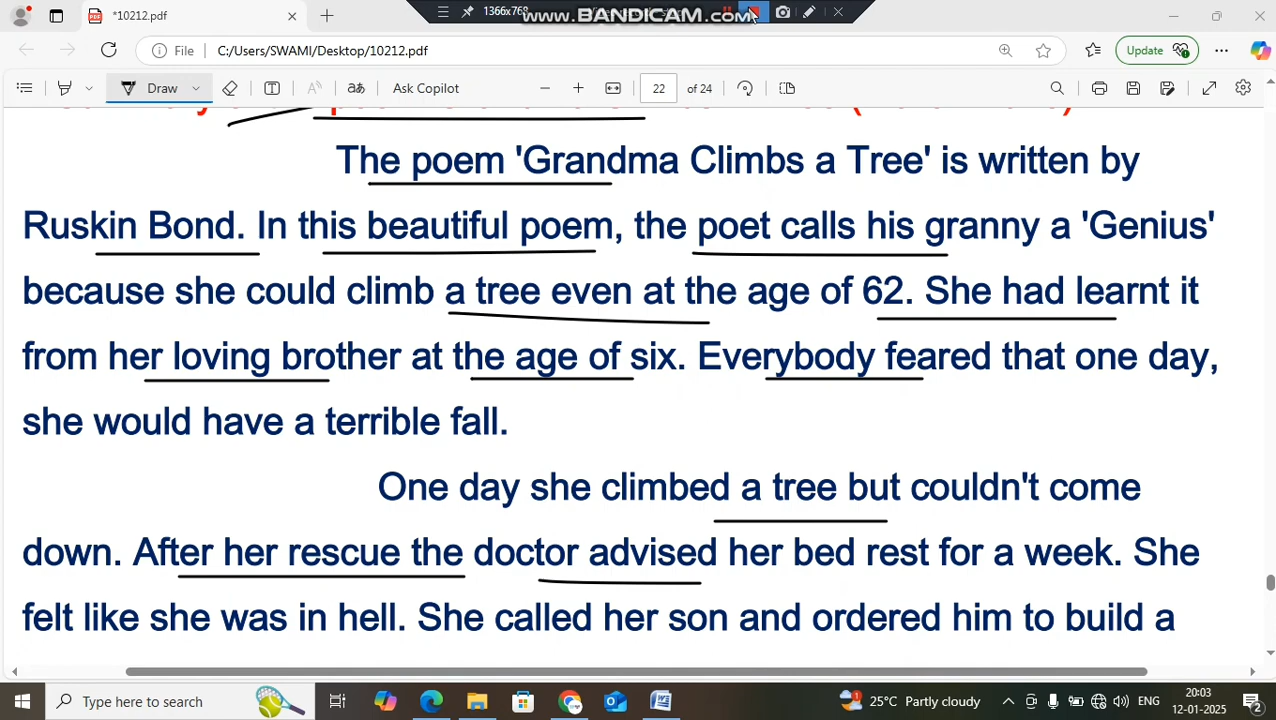 *10212.pdf
1366x768
www.BANDICAM.com
File C:/Users/SWAMI/Desktop/10212.pdf
Update
Draw
Ask Copilot
22 of 24
The poem 'Grandma Climbs a Tree' is written by
Ruskin Bond. In this beautiful poem, the poet calls his granny a 'Genius'
because she could climb a tree even at the age of 62. She had learnt it
from her loving brother at the age of six. Everybody feared that one day,
she would have a terrible fall.
One day she climbed a tree but couldn't come
down. After her rescue the doctor advised her bed rest for a week. She
felt like she was in hell. She called her son and ordered him to build a
Type here to search
25°C Partly cloudy
ENG
20:03
12-01-2025
2